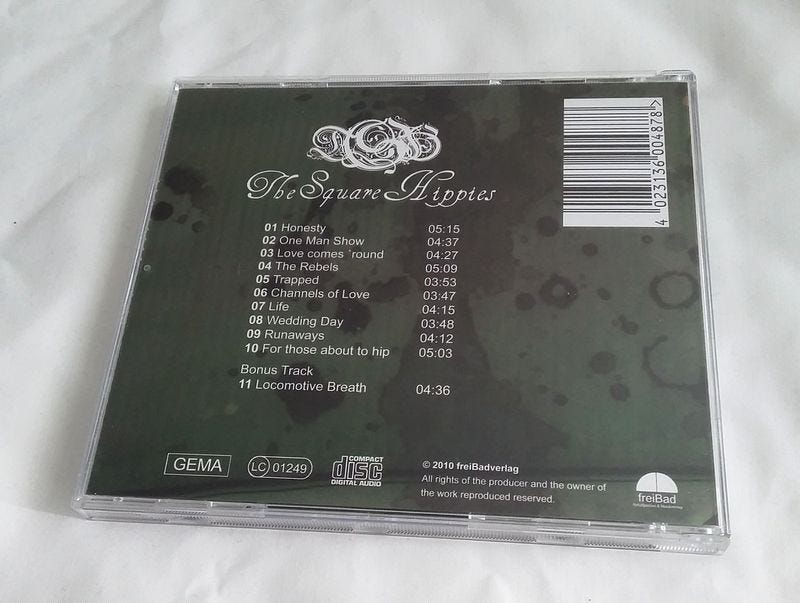 The Square Hippies
01 Honesty 05:15
02 One Man Show 04:37
03 Love comes `round 04:27
04 The Rebels 05:09
05 Trapped 03:53
06 Channels of Love 03:47
07 Life 04:15
08 Wedding Day 03:48
09 Runaways 04:12
10 For those about to hip 05:03
Bonus Track
11 Locomotive Breath 04:36
4 023136 004878 >
GEMA
LC 01249
COMPACT
disc
DIGITAL AUDIO
© 2010 freiBadverlag
All rights of the producer and the owner of
the work reproduced reserved.
freiBad